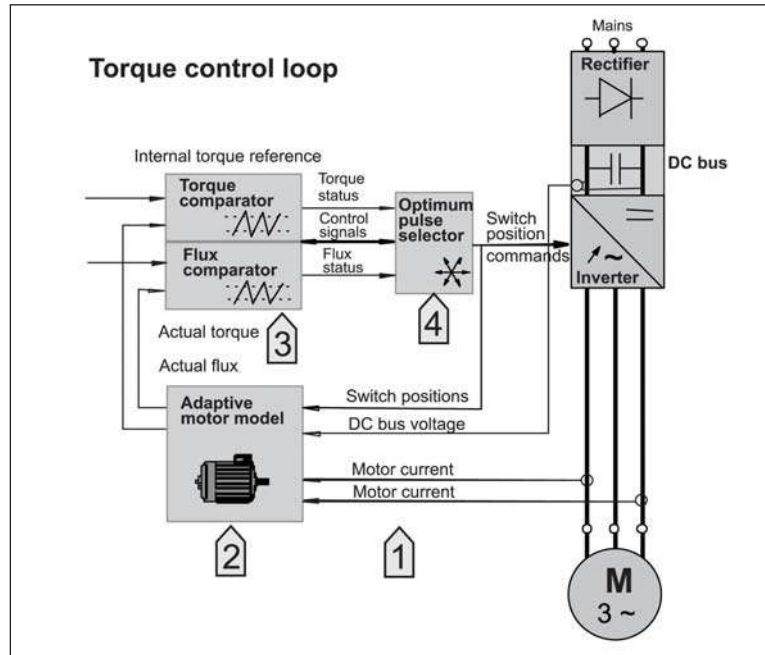 Mains
Torque control loop
Rectifier
DC bus
Internal torque reference
Torque
comparator
Torque
status
Control
signals
Flux
comparator
Flux
status
Optimum
pulse
selector
Switch
position
commands
~
Inverter
3
4
Actual torque
Actual flux
Adaptive
motor model
Switch positions
DC bus voltage
Motor current
Motor current
2
1
M
3 ~